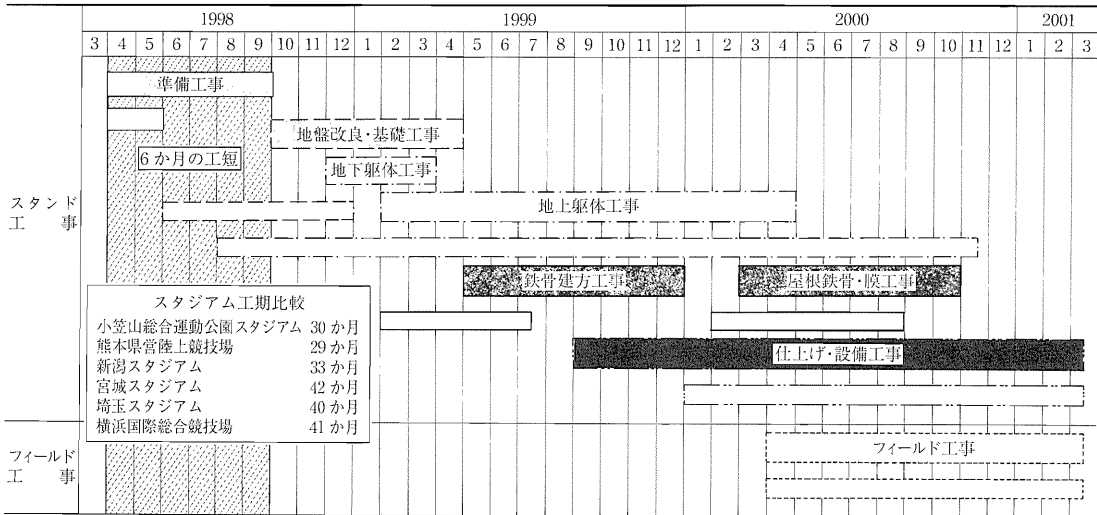 1998 1999 2000 2001
3 4 5 6 7 8 9 10 11 12 1 2 3 4 5 6 7 8 9 10 11 12 1 2 3 4 5 6 7 8 9 10 11 12 1 2 3
スタンド
工事
準備工事
地盤改良・基礎工事
6か月の工短
地下躯体工事
地上躯体工事
鉄骨建方工事
屋根鉄骨・膜工事
仕上げ・設備工事
スタジアム工期比較
小笠山総合運動公園スタジアム 30か月
熊本県営陸上競技場 29か月
新潟スタジアム 33か月
宮城スタジアム 42か月
埼玉スタジアム 40か月
横浜国際総合競技場 41か月
フィールド
工事
フィールド工事